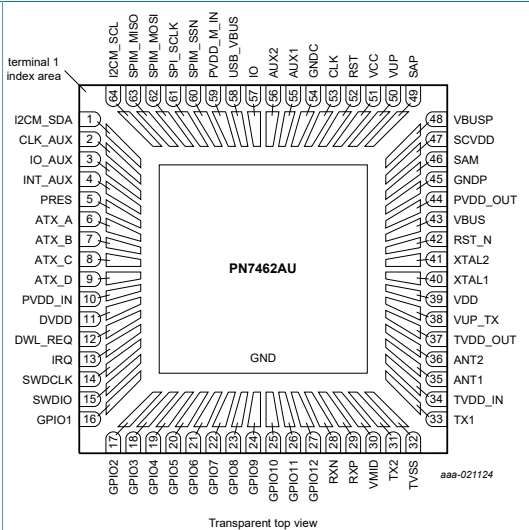 terminal 1
index area
64 I2CM_SCL
63 SPIM_MISO
62 SPIM_MOSI
61 SPI_SCLK
60 SPIM_SSN
59 PVDD_M_IN
58 USB_VBUS
57 IO
56 AUX2
55 AUX1
54 GNDC
53 CLK
52 RST
51 VCC
50 VUP
49 SAP
I2CM_SDA 1
CLK_AUX 2
IO_AUX 3
INT_AUX 4
PRES 5
ATX_A 6
ATX_B 7
ATX_C 8
ATX_D 9
PVDD_IN 10
DVDD 11
DWL_REQ 12
IRQ 13
SWDCLK 14
SWDIO 15
GPIO1 16
PN7462AU
GND
48 VBUSP
47 SCVDD
46 SAM
45 GNDP
44 PVDD_OUT
43 VBUS
42 RST_N
41 XTAL2
40 XTAL1
39 VDD
38 VUP_TX
37 TVDD_OUT
36 ANT2
35 ANT1
34 TVDD_IN
33 TX1
17 GPIO2
18 GPIO3
19 GPIO4
20 GPIO5
21 GPIO6
22 GPIO7
23 GPIO8
24 GPIO9
25 GPIO10
26 GPIO11
27 GPIO12
28 RXN
29 RXP
30 VMID
31 TX2
32 TVSS
aaa-021124
Transparent top view